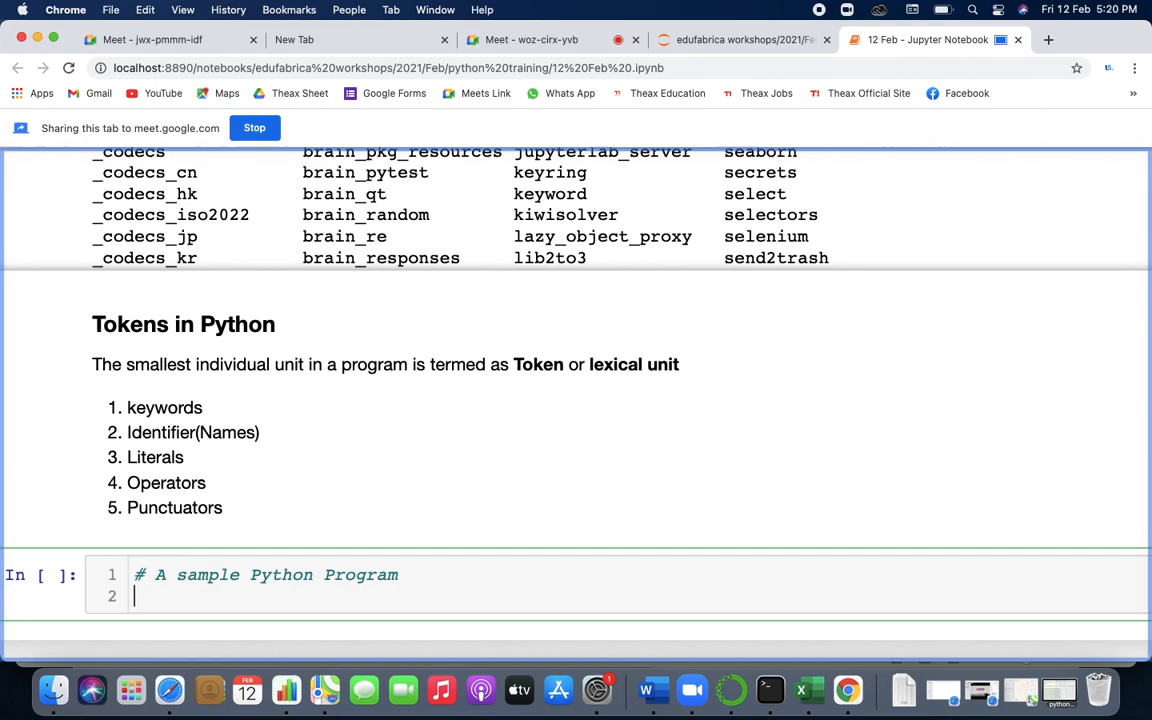 Chrome File Edit View History Bookmarks People Tab Window Help Fri 12 Feb 5:20 PM
Meet - jwx-pmmm-idf New Tab Meet - woz-cirx-yvb edufabrica workshops/2021/Fe 12 Feb - Jupyter Notebook
localhost:8890/notebooks/edufabrica%20workshops/2021/Feb/python%20training/12%20Feb%20.ipynb
Apps Gmail YouTube Maps Theax Sheet Google Forms Meets Link Whats App Theax Education Theax Jobs Theax Official Site Facebook »
Sharing this tab to meet.google.com Stop
_codecs brain_pkg_resources jupyterlab_server seaborn
_codecs_cn brain_pytest keyring secrets
_codecs_hk brain_qt keyword select
_codecs_iso2022 brain_random kiwisolver selectors
_codecs_jp brain_re lazy_object_proxy selenium
_codecs_kr brain_responses lib2to3 send2trash
Tokens in Python
The smallest individual unit in a program is termed as Token or lexical unit
1. keywords
2. Identifier(Names)
3. Literals
4. Operators
5. Punctuators
In [ ]: 1 # A sample Python Program
2
FEB
12
tv
1
python...